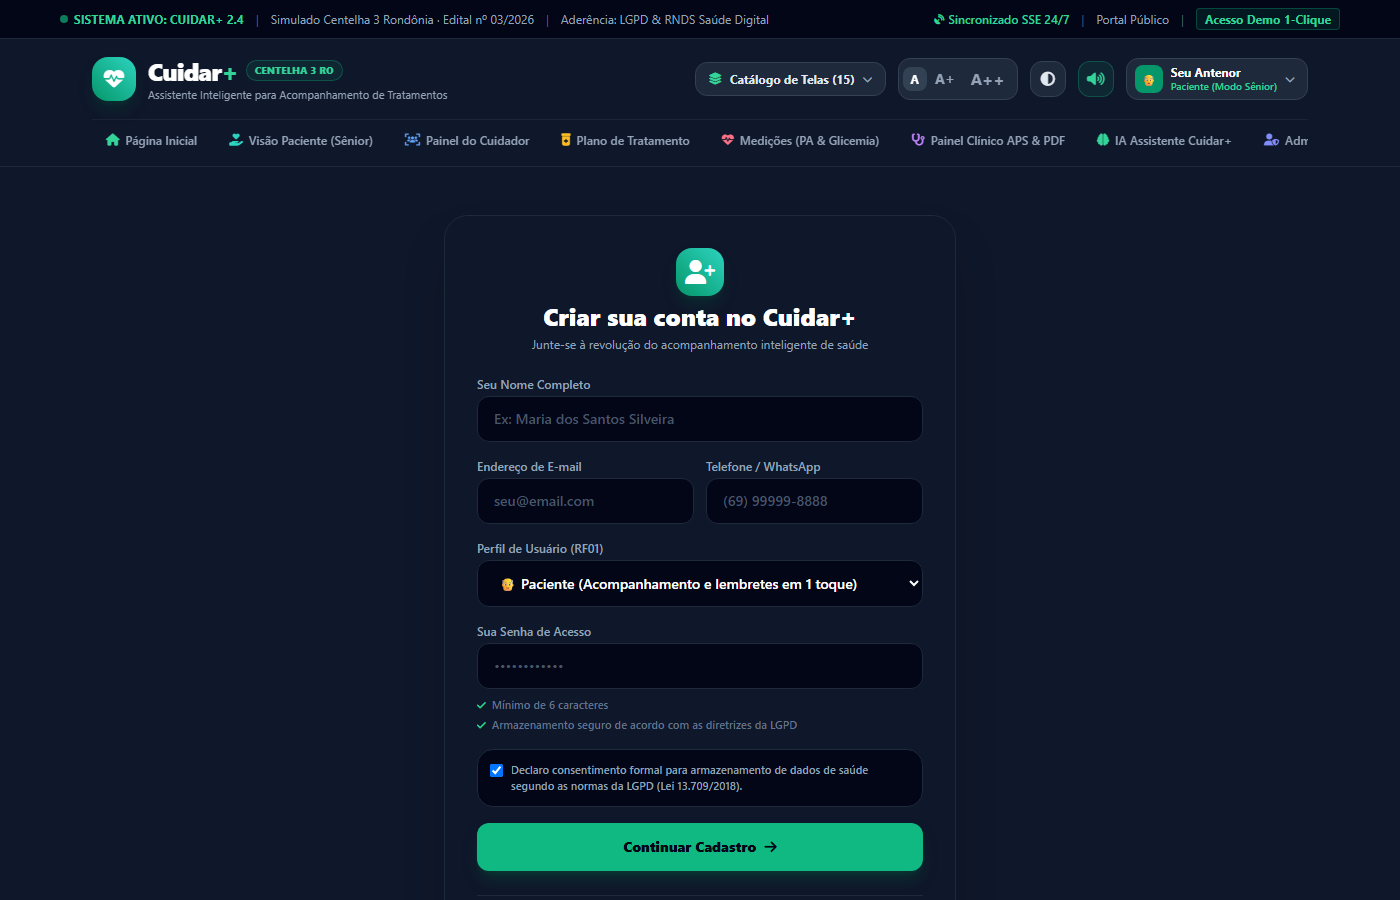 SISTEMA ATIVO: CUIDAR+ 2.4 | Simulado Centelha 3 Rondônia · Edital nº 03/2026 | Aderência: LGPD & RNDS Saúde Digital
Sincronizado SSE 24/7 | Portal Público | Acesso Demo 1-Clique
Cuidar+ CENTELHA 3 RO
Assistente Inteligente para Acompanhamento de Tratamentos
Catálogo de Telas (15)
A A+ A++
Seu Antenor
Paciente (Modo Sênior)
Página Inicial Visão Paciente (Sênior) Painel do Cuidador Plano de Tratamento Medições (PA & Glicemia) Painel Clínico APS & PDF IA Assistente Cuidar+ Adm
Criar sua conta no Cuidar+
Junte-se à revolução do acompanhamento inteligente de saúde
Seu Nome Completo
Ex: Maria dos Santos Silveira
Endereço de E-mail Telefone / WhatsApp
seu@email.com (69) 99999-8888
Perfil de Usuário (RF01)
Paciente (Acompanhamento e lembretes em 1 toque)
Sua Senha de Acesso
••••••••••••
Mínimo de 6 caracteres
Armazenamento seguro de acordo com as diretrizes da LGPD
Declaro consentimento formal para armazenamento de dados de saúde
segundo as normas da LGPD (Lei 13.709/2018).
Continuar Cadastro →